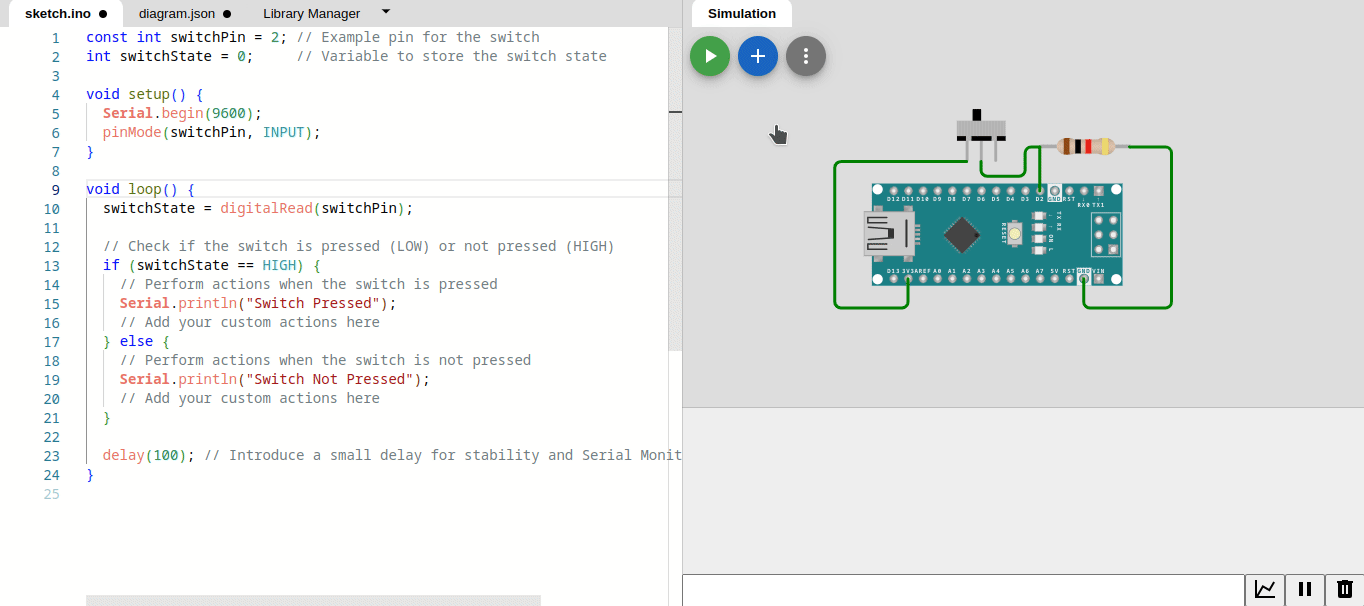 sketch.ino ● diagram.json ● Library Manager
1 const int switchPin = 2; // Example pin for the switch
2 int switchState = 0;     // Variable to store the switch state
3
4 void setup() {
5   Serial.begin(9600);
6   pinMode(switchPin, INPUT);
7 }
8
9 void loop() {
10   switchState = digitalRead(switchPin);
11
12   // Check if the switch is pressed (LOW) or not pressed (HIGH)
13   if (switchState == HIGH) {
14     // Perform actions when the switch is pressed
15     Serial.println("Switch Pressed");
16     // Add your custom actions here
17   } else {
18     // Perform actions when the switch is not pressed
19     Serial.println("Switch Not Pressed");
20     // Add your custom actions here
21   }
22
23   delay(100); // Introduce a small delay for stability and Serial Monit
24 }
25
Simulation
D12 D11 D10 D9 D8 D7 D6 D5 D4 D3 D2 GND RST
RX0 TX1
RESET
TX RX
ON L
D13 3V3 AREF A0 A1 A2 A3 A4 A5 A6 A7 5V RST GND VIN